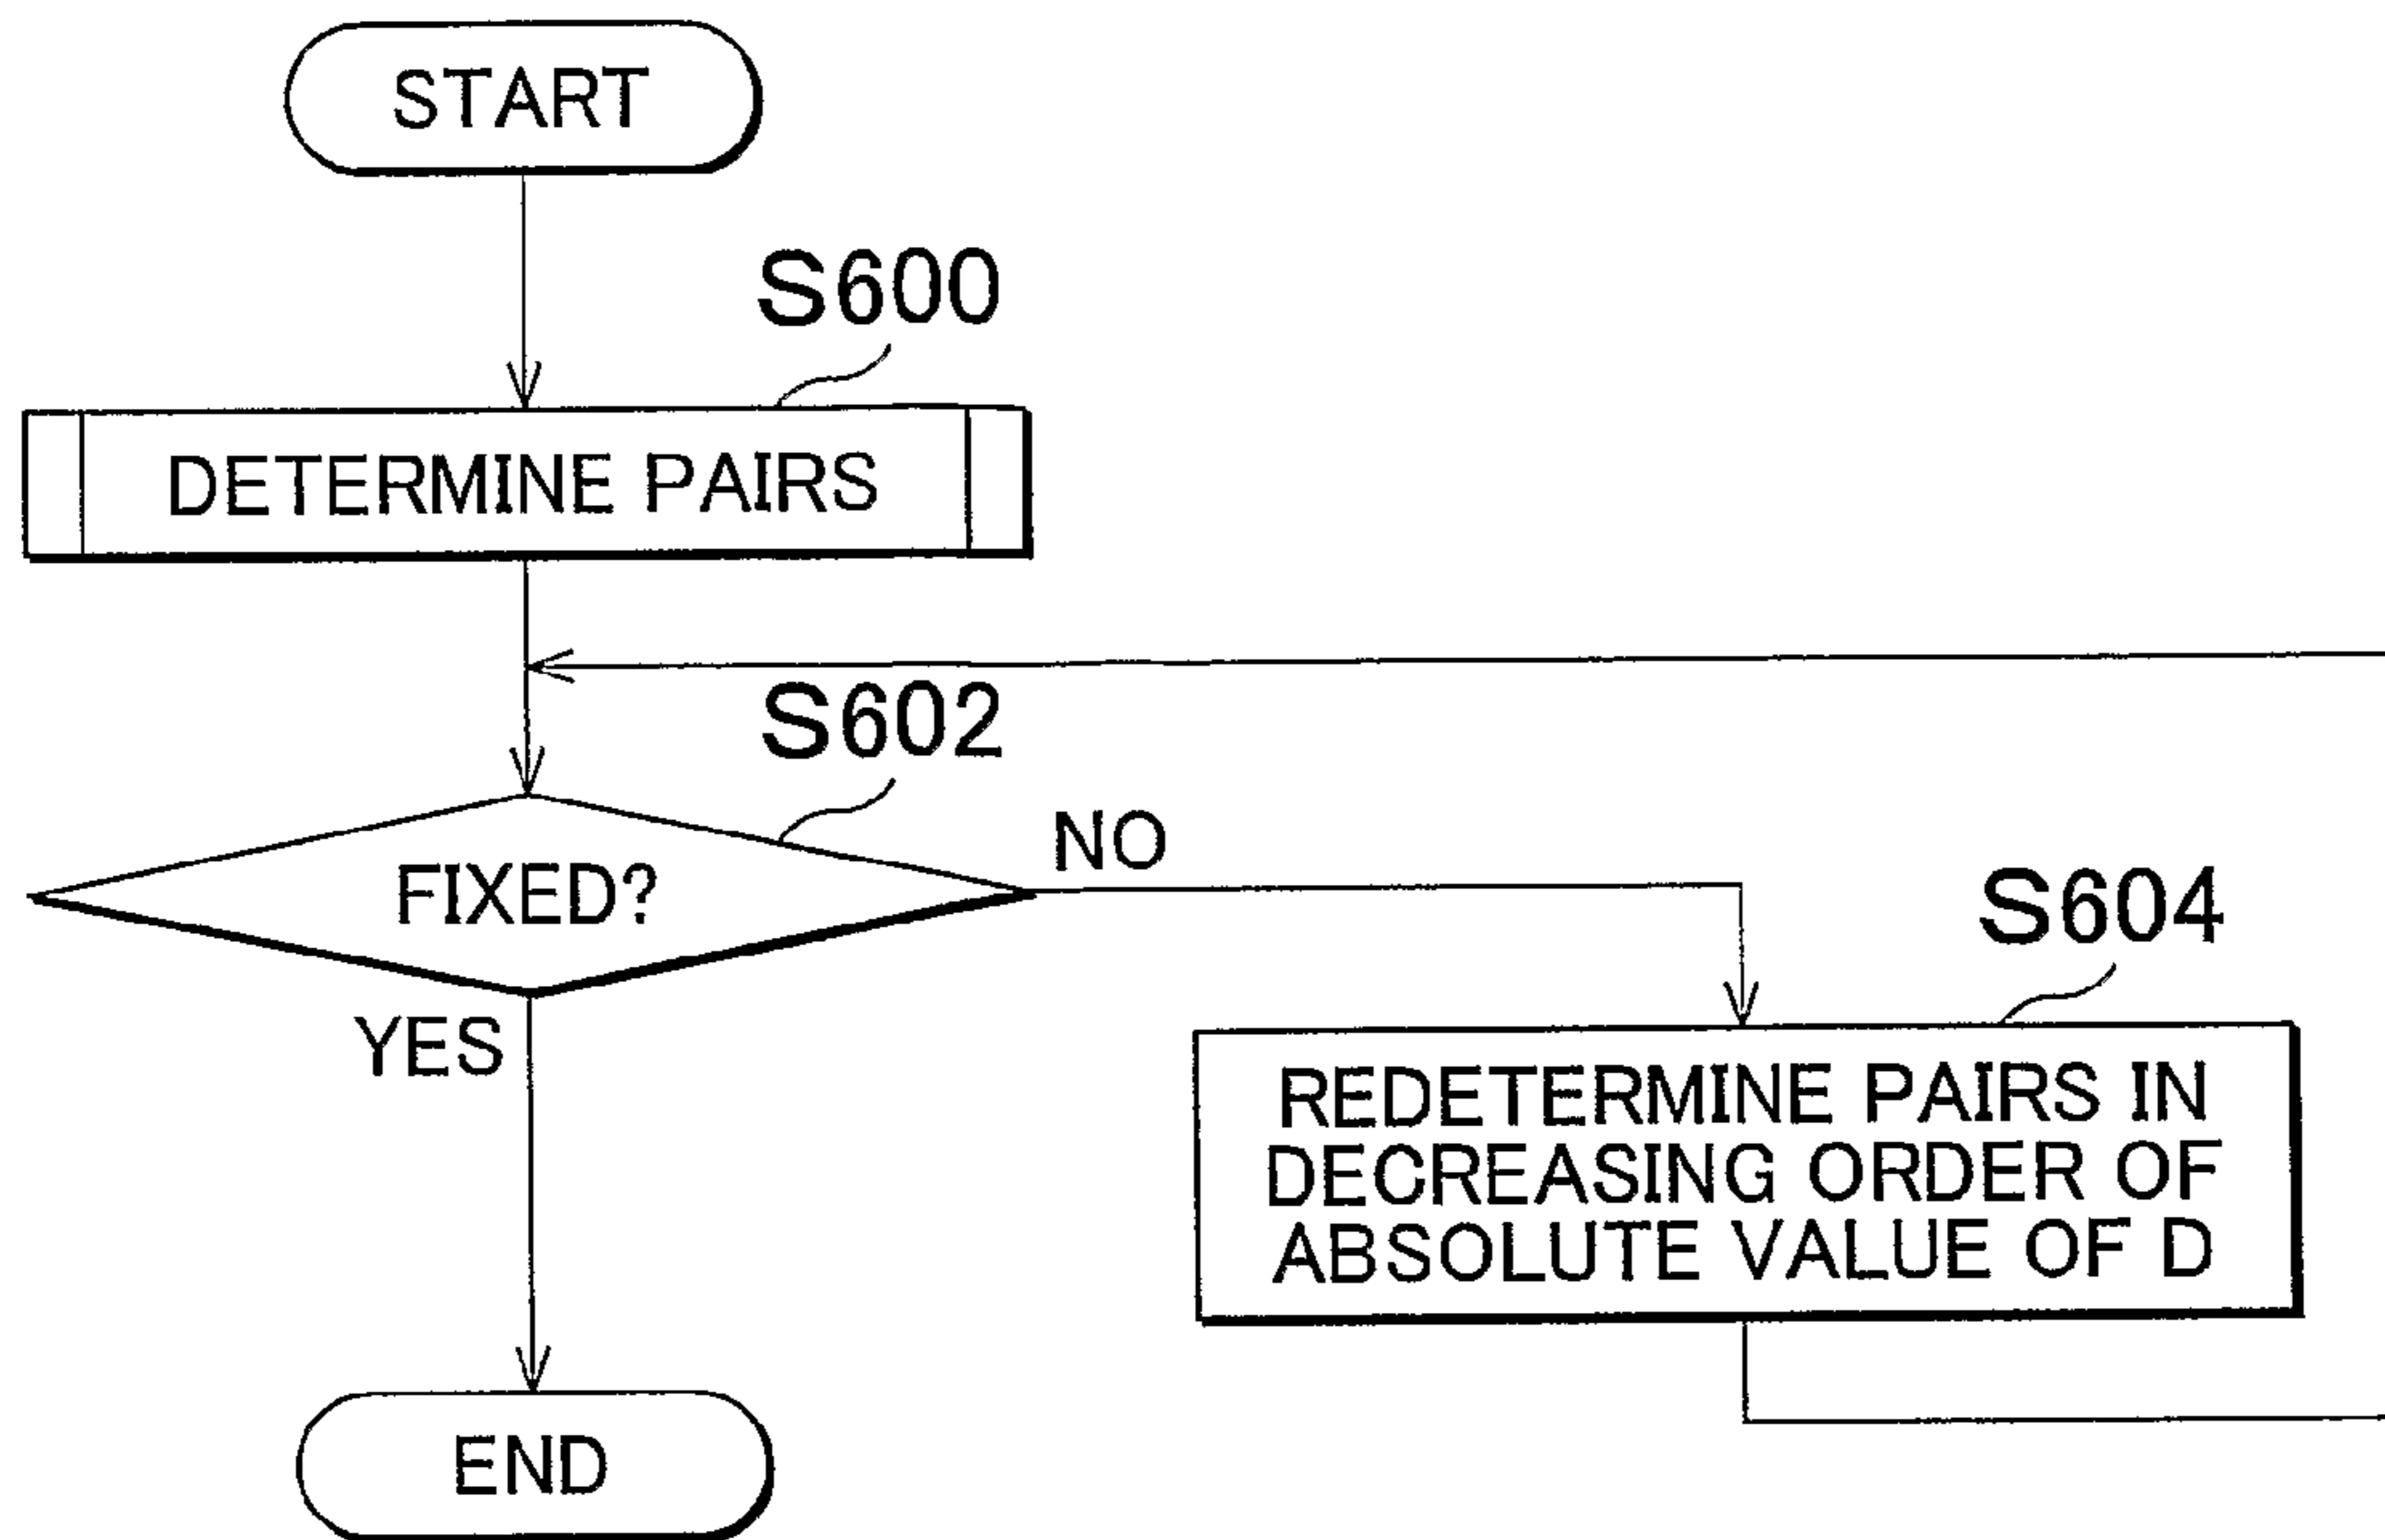 START
S600
DETERMINE PAIRS
S602
FIXED?
NO
YES
S604
REDETERMINE PAIRS IN
DECREASING ORDER OF
ABSOLUTE VALUE OF D
END